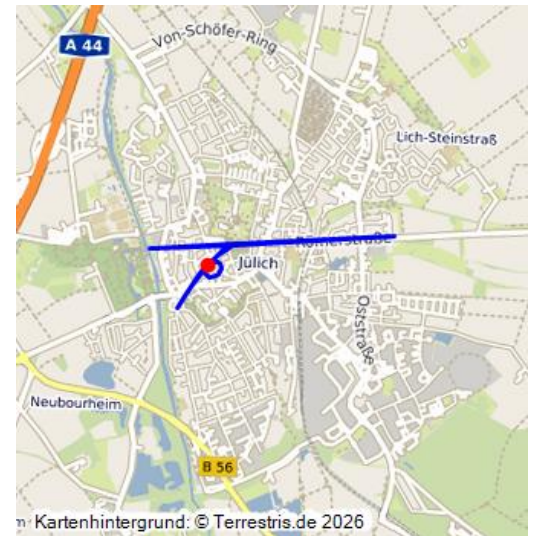 Von-Schöfer-Ring
A 44
Lich-Steinstraß
Römerstraße
Jülich
Oststraße
Neubourheim
B 56
m
Kartenhintergrund: © Terrestris.de 2026